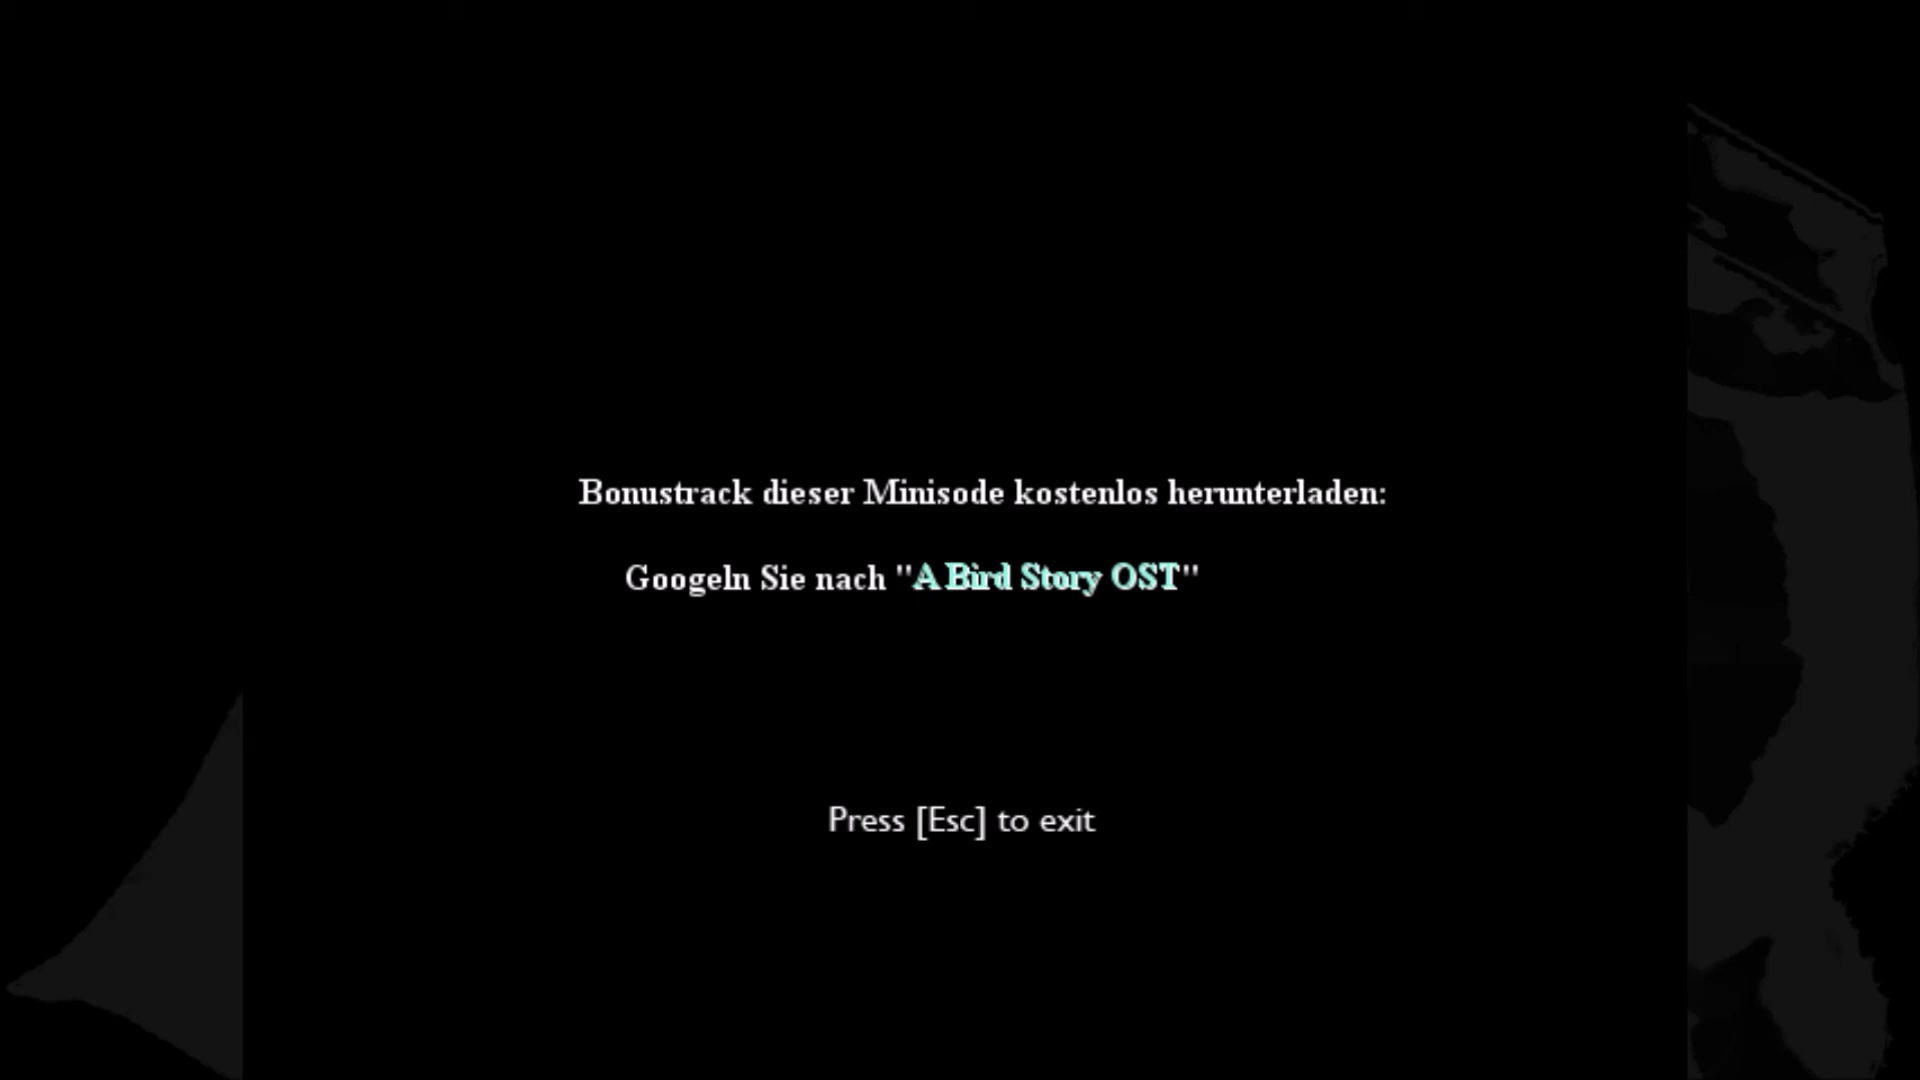 Bonustrack dieser Minisode kostenlos herunterladen:
Googeln Sie nach "A Bird Story OST"
Press [Esc] to exit